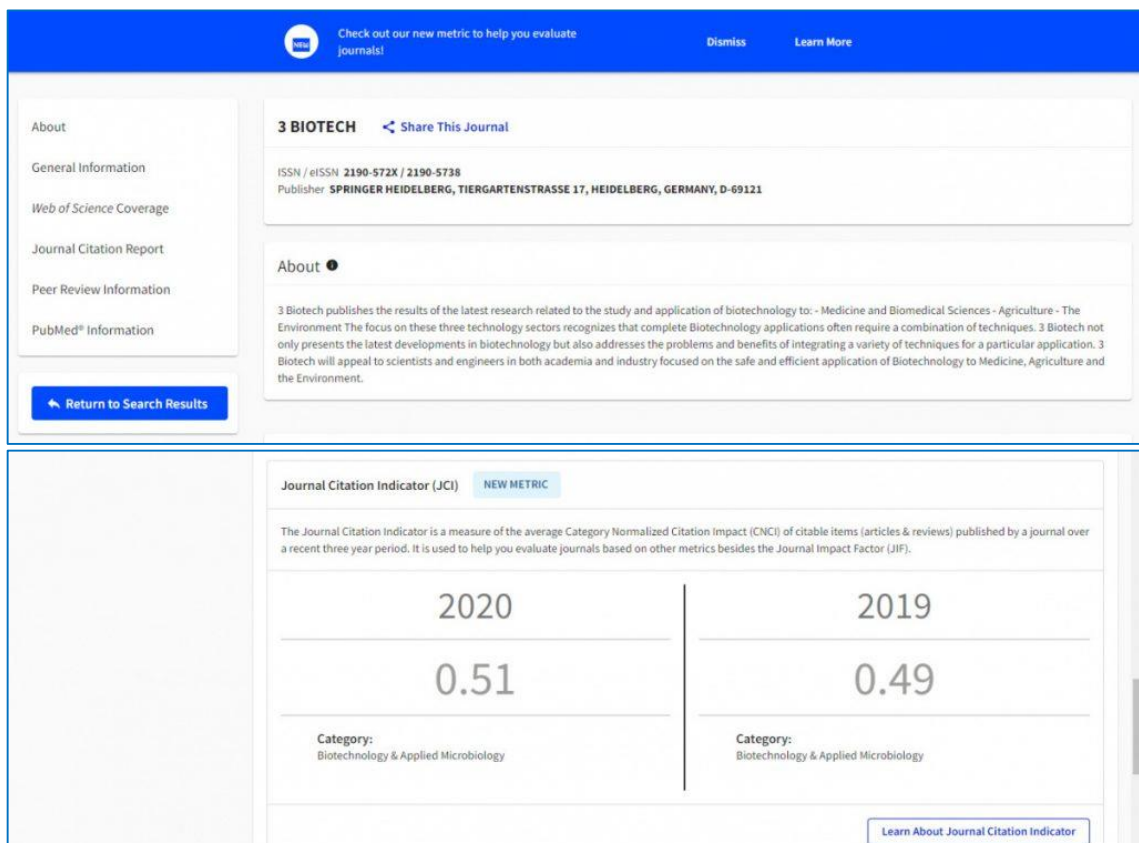 NEW
Check out our new metric to help you evaluate
journals!
Dismiss
Learn More
About
General Information
Web of Science Coverage
Journal Citation Report
Peer Review Information
PubMed® Information
Return to Search Results
3 BIOTECH
Share This Journal
ISSN / eISSN 2190-572X / 2190-5738
Publisher SPRINGER HEIDELBERG, TIERGARTENSTRASSE 17, HEIDELBERG, GERMANY, D-69121
About
3 Biotech publishes the results of the latest research related to the study and application of biotechnology to: - Medicine and Biomedical Sciences - Agriculture - The
Environment The focus on these three technology sectors recognizes that complete Biotechnology applications often require a combination of techniques. 3 Biotech not
only presents the latest developments in biotechnology but also addresses the problems and benefits of integrating a variety of techniques for a particular application. 3
Biotech will appeal to scientists and engineers in both academia and industry focused on the safe and efficient application of Biotechnology to Medicine, Agriculture and
the Environment.
Journal Citation Indicator (JCI) NEW METRIC
The Journal Citation Indicator is a measure of the average Category Normalized Citation Impact (CNCI) of citable items (articles & reviews) published by a journal over
a recent three year period. It is used to help you evaluate journals based on other metrics besides the Journal Impact Factor (JIF).
2020
0.51
Category:
Biotechnology & Applied Microbiology
2019
0.49
Category:
Biotechnology & Applied Microbiology
Learn About Journal Citation Indicator